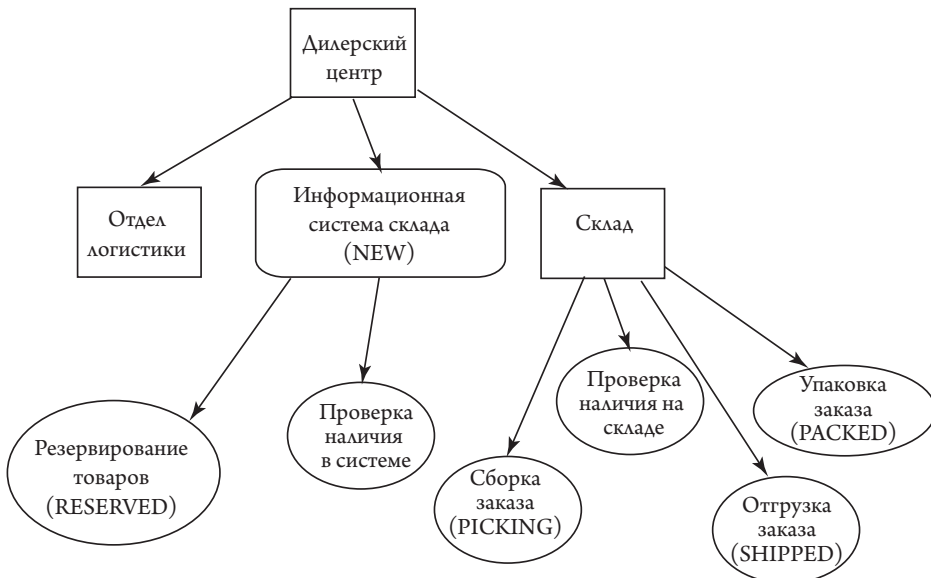 Дилерский
центр
Отдел
логистики
Информационная
система склада
(NEW)
Склад
Резервирование
товаров
(RESERVED)
Проверка
наличия
в системе
Сборка
заказа
(PICKING)
Проверка
наличия на
складе
Отгрузка
заказа
(SHIPPED)
Упаковка
заказа
(PACKED)